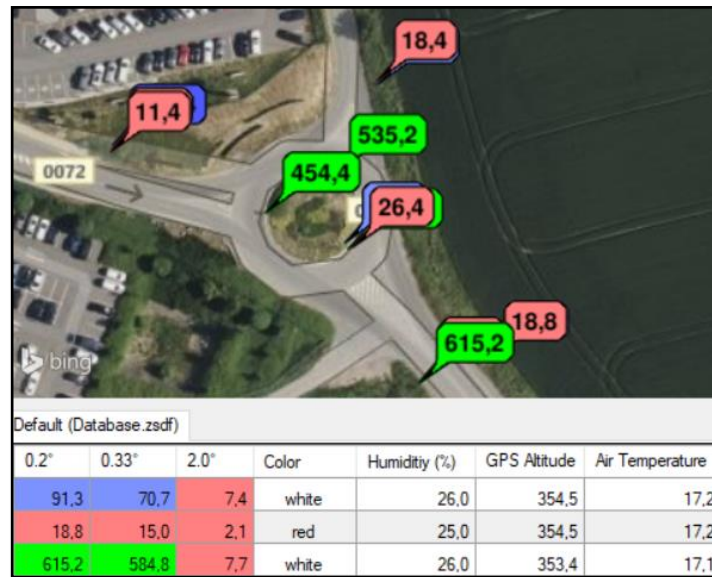 18,4
11,4
535,2
0072
454,4
26,4
18,8
615,2
bing
Default (Database.zsdf)
0.2° 0.33° 2.0° Color Humiditiy (%) GPS Altitude Air Temperature
91,3 70,7 7,4 white 26,0 354,5 17,2
18,8 15,0 2,1 red 25,0 354,5 17,2
615,2 584,8 7,7 white 26,0 353,4 17,1